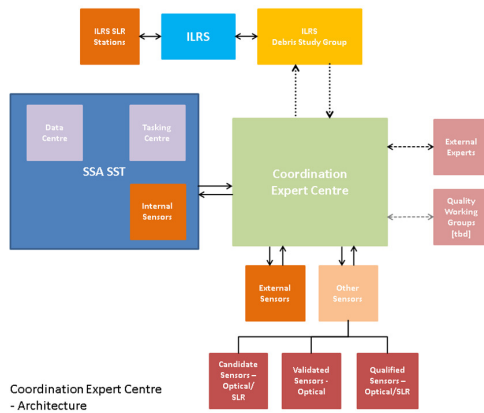 ILRS SLR
Stations
ILRS
ILRS
Debris Study Group
Data
Centre
Tasking
Centre
SSA SST
Internal
Sensors
Coordination
Expert Centre
External
Experts
Quality
Working
Groups
[tbd]
External
Sensors
Other
Sensors
Candidate
Sensors –
Optical/
SLR
Validated
Sensors -
Optical
Qualified
Sensors –
Optical/SLR
Coordination Expert Centre
- Architecture